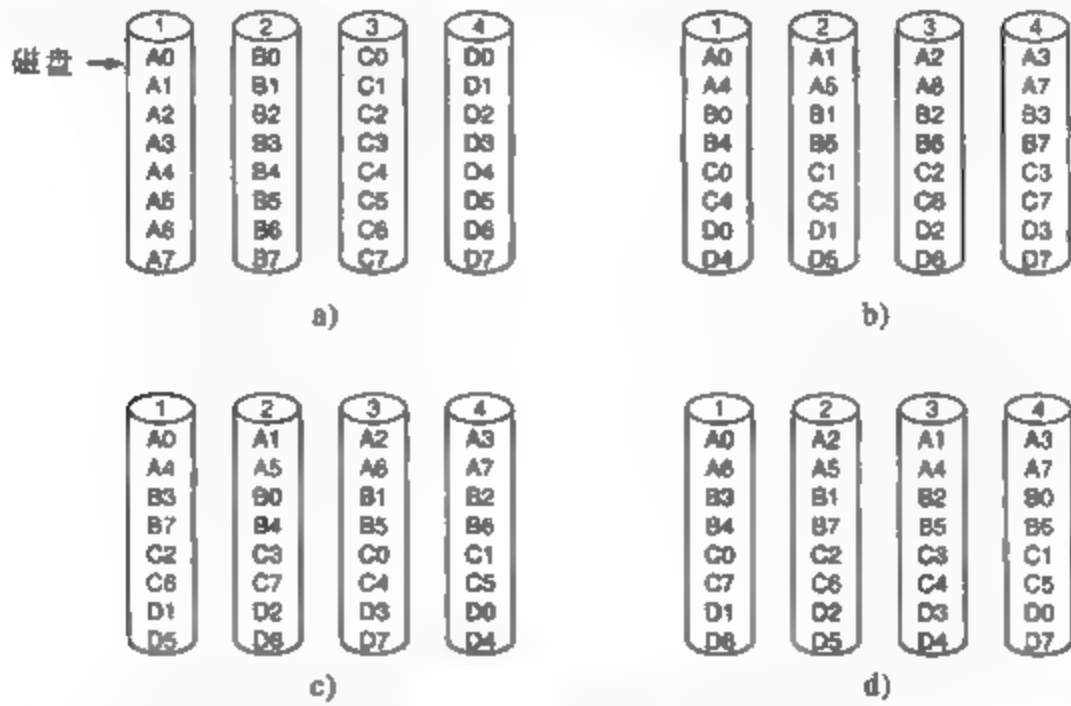 1 2 3 4
磁盘 A0 B0 C0 D0
A1 B1 C1 D1
A2 B2 C2 D2
A3 B3 C3 D3
A4 B4 C4 D4
A5 B5 C5 D5
A6 B6 C6 D6
A7 B7 C7 D7
a)
1 2 3 4
A0 A1 A2 A3
A4 A5 A6 A7
B0 B1 B2 B3
B4 B5 B6 B7
C0 C1 C2 C3
C4 C5 C6 C7
D0 D1 D2 D3
D4 D5 D6 D7
b)
1 2 3 4
A0 A1 A2 A3
A4 A5 A6 A7
B3 B0 B1 B2
B7 B4 B5 B6
C2 C3 C0 C1
C6 C7 C4 C5
D1 D2 D3 D0
D5 D6 D7 D4
c)
1 2 3 4
A0 A2 A1 A3
A6 A5 A4 A7
B3 B1 B2 B0
B4 B7 B5 B6
C0 C2 C3 C1
C7 C6 C4 C5
D1 D2 D3 D0
D6 D5 D4 D7
d)